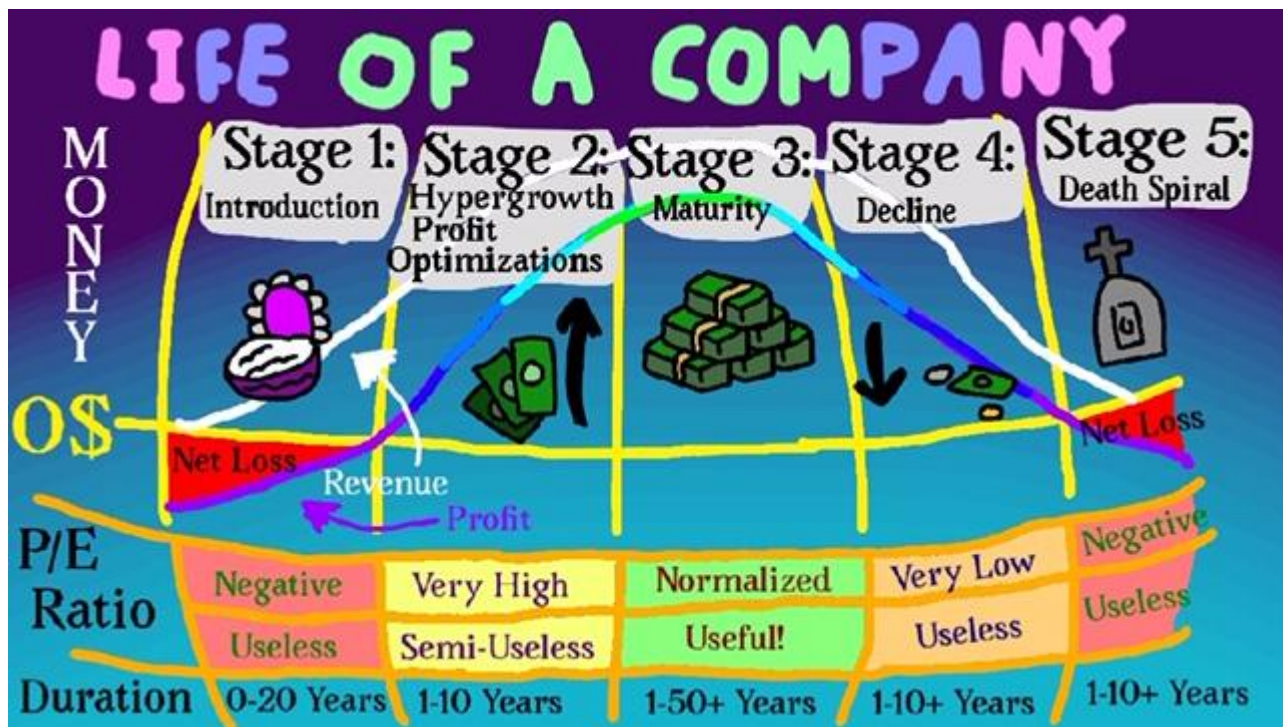 LIFE OF A COMPANY
MONEY
Stage 1:
Introduction
Stage 2:
Hypergrowth
Profit
Optimizations
Stage 3:
Maturity
Stage 4:
Decline
Stage 5:
Death Spiral
0$
Net Loss
Revenue
Profit
Net Loss
P/E
Ratio
Negative
Very High
Normalized
Very Low
Negative
Useless
Semi-Useless
Useful!
Useless
Useless
Duration
0-20 Years
1-10 Years
1-50+ Years
1-10+ Years
1-10+ Years